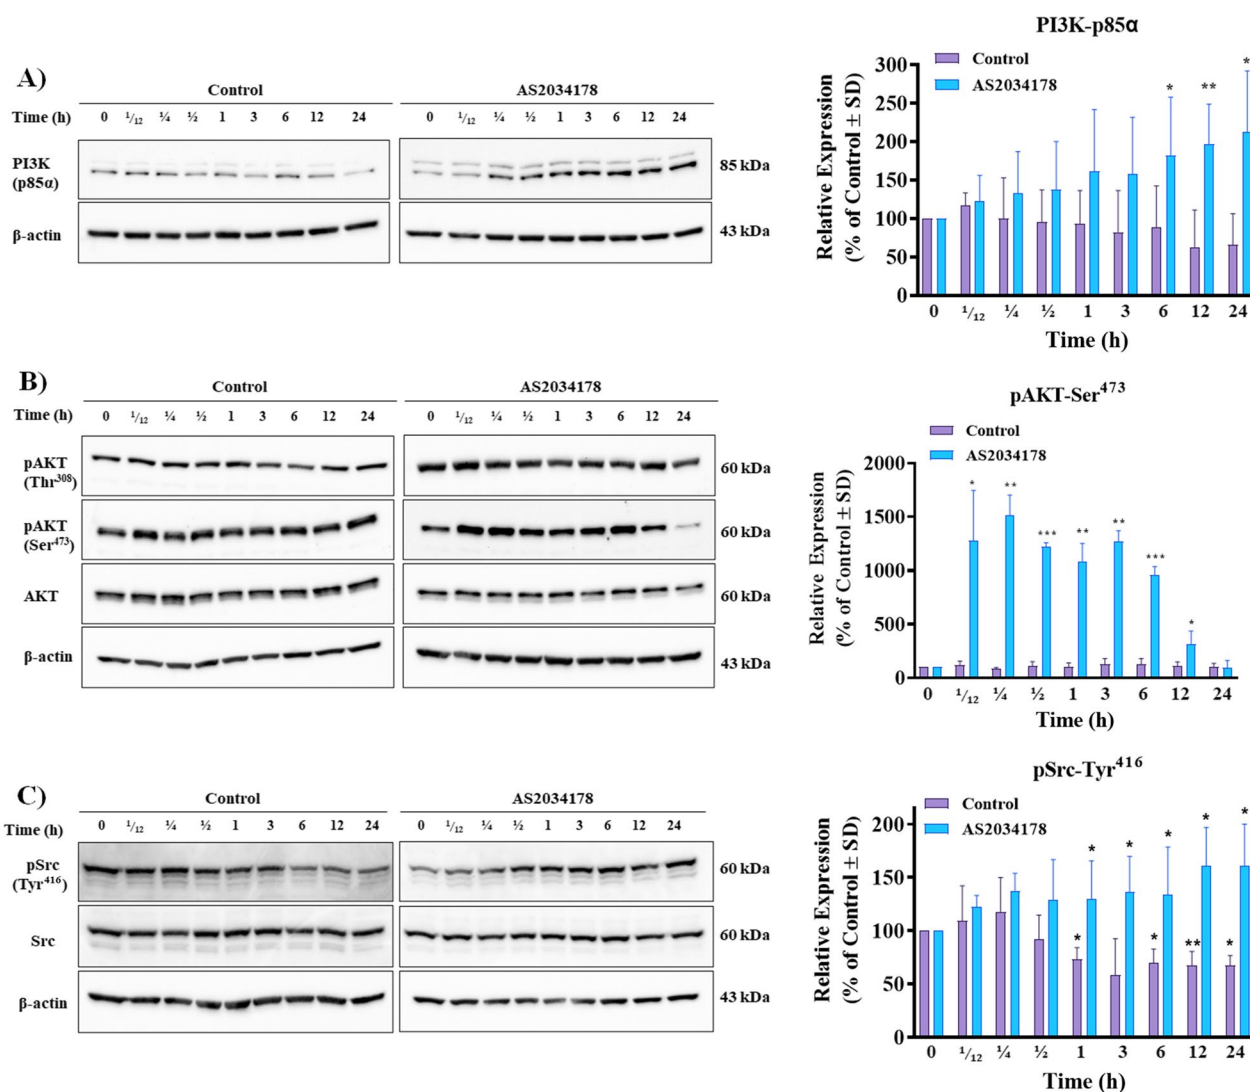 A)
Control AS2034178
Time (h) 0 ¹/₁₂ ¼ ½ 1 3 6 12 24 0 ¹/₁₂ ¼ ½ 1 3 6 12 24
PI3K
(p85α)
85 kDa
β-actin
43 kDa
PI3K-p85α
Control
AS2034178
Relative Expression
(% of Control ± SD)
300
250
200
150
100
50
0
* ** *
0 ¹/₁₂ ¼ ½ 1 3 6 12 24
Time (h)
B)
Control AS2034178
Time (h) 0 ¹/₁₂ ¼ ½ 1 3 6 12 24 0 ¹/₁₂ ¼ ½ 1 3 6 12 24
pAKT
(Thr³⁰⁸)
60 kDa
pAKT
(Ser⁴⁷³)
60 kDa
AKT
60 kDa
β-actin
43 kDa
pAKT-Ser⁴⁷³
Control
AS2034178
Relative Expression
(% of Control ± SD)
2000
1500
1000
500
0
* ** *** ** ** *** *
0 ¹/₁₂ ¼ ½ 1 3 6 12 24
Time (h)
C)
Control AS2034178
Time (h) 0 ¹/₁₂ ¼ ½ 1 3 6 12 24 0 ¹/₁₂ ¼ ½ 1 3 6 12 24
pSrc
(Tyr⁴¹⁶)
60 kDa
Src
60 kDa
β-actin
43 kDa
pSrc-Tyr⁴¹⁶
Control
AS2034178
Relative Expression
(% of Control ± SD)
200
150
100
50
0
* * * * *
* * ** *
0 ¹/₁₂ ¼ ½ 1 3 6 12 24
Time (h)